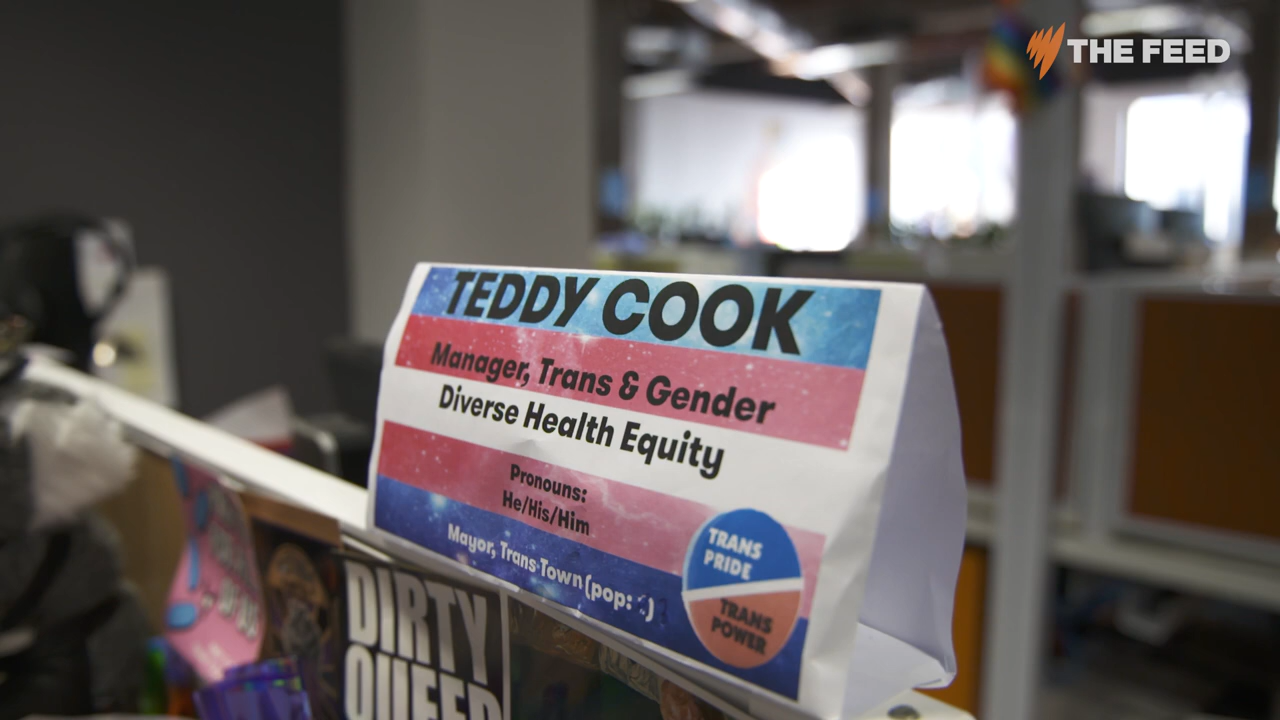 THE FEED
TEDDY COOK
Manager, Trans & Gender
Diverse Health Equity
Pronouns:
He/His/Him
Mayor, Trans Town (pop: )
TRANS
PRIDE
TRANS
POWER
DIRTY
QUEER